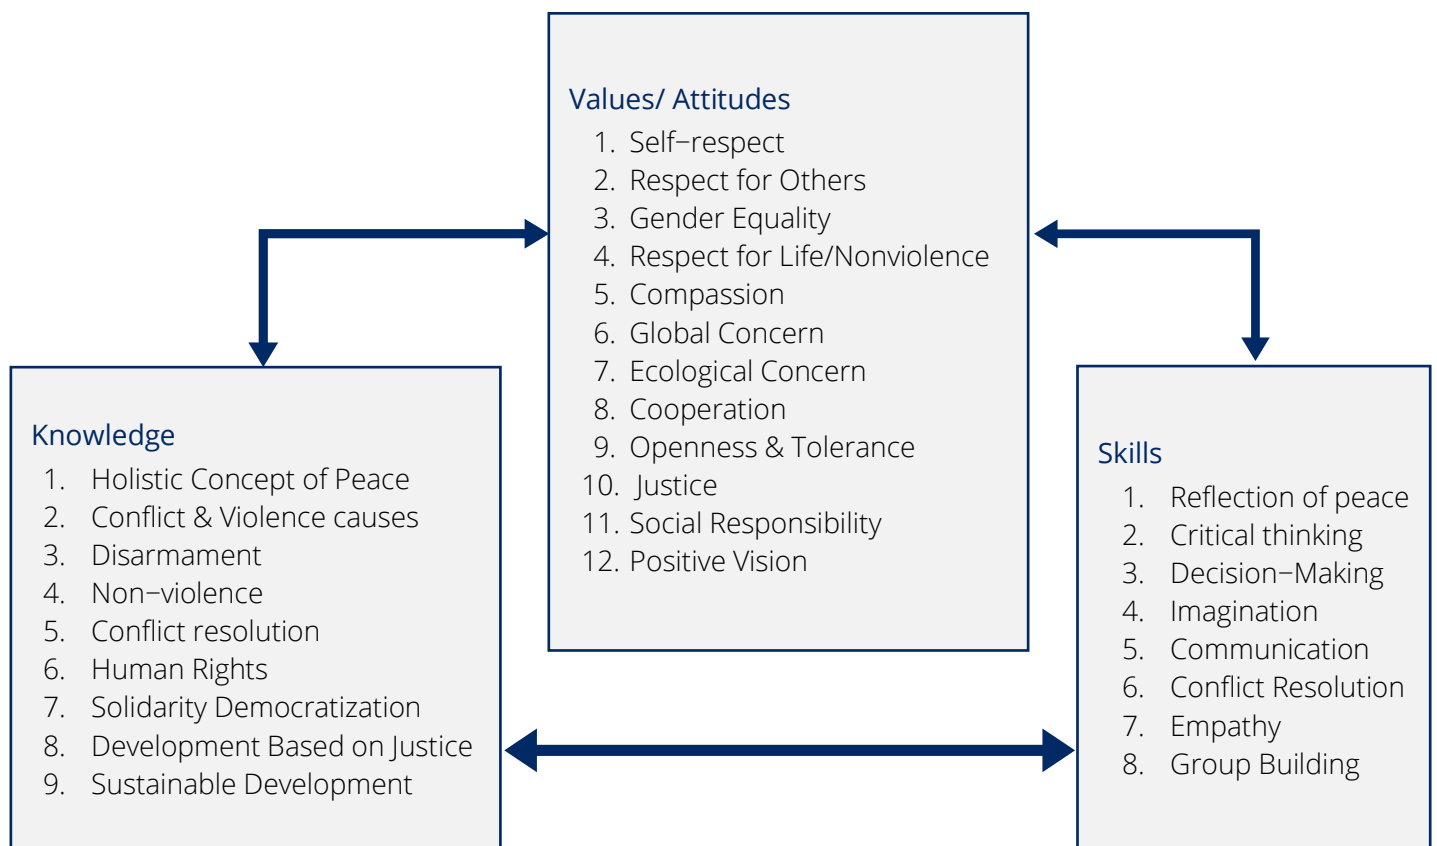 Values/ Attitudes
1. Self−respect
2. Respect for Others
3. Gender Equality
4. Respect for Life/Nonviolence
5. Compassion
6. Global Concern
7. Ecological Concern
8. Cooperation
9. Openness & Tolerance
10. Justice
11. Social Responsibility
12. Positive Vision
Knowledge
1. Holistic Concept of Peace
2. Conflict & Violence causes
3. Disarmament
4. Non−violence
5. Conflict resolution
6. Human Rights
7. Solidarity Democratization
8. Development Based on Justice
9. Sustainable Development
Skills
1. Reflection of peace
2. Critical thinking
3. Decision−Making
4. Imagination
5. Communication
6. Conflict Resolution
7. Empathy
8. Group Building